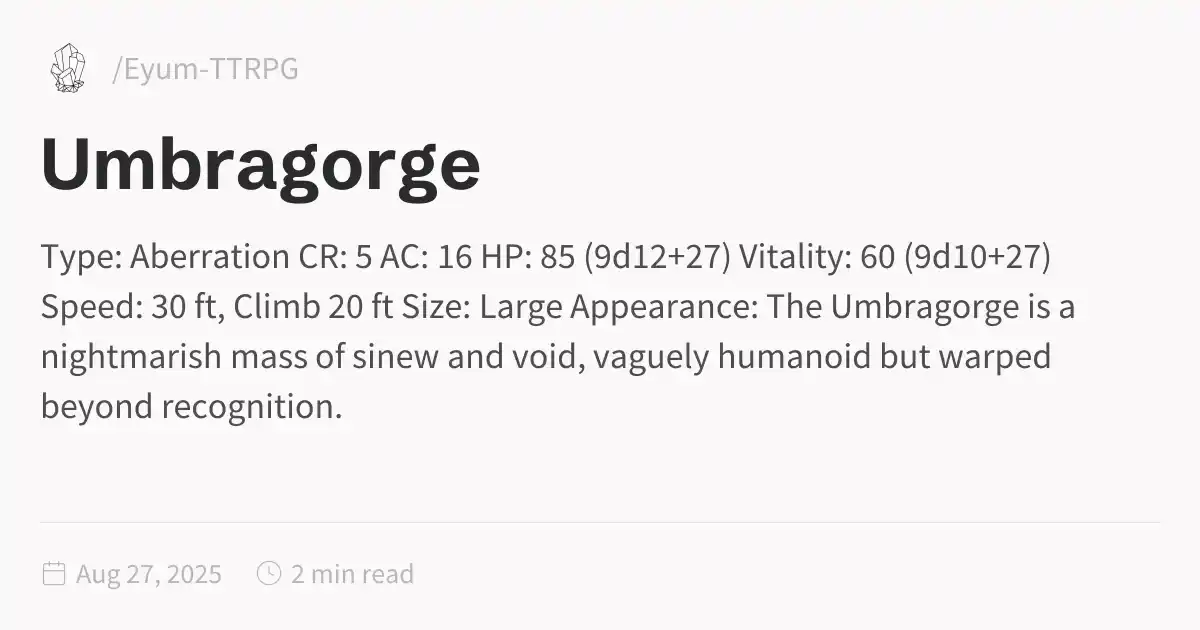 /Eyum-TTRPG
Umbragorge
Type: Aberration CR: 5 AC: 16 HP: 85 (9d12+27) Vitality: 60 (9d10+27)
Speed: 30 ft, Climb 20 ft Size: Large Appearance: The Umbragorge is a
nightmarish mass of sinew and void, vaguely humanoid but warped
beyond recognition.
Aug 27, 2025 2 min read